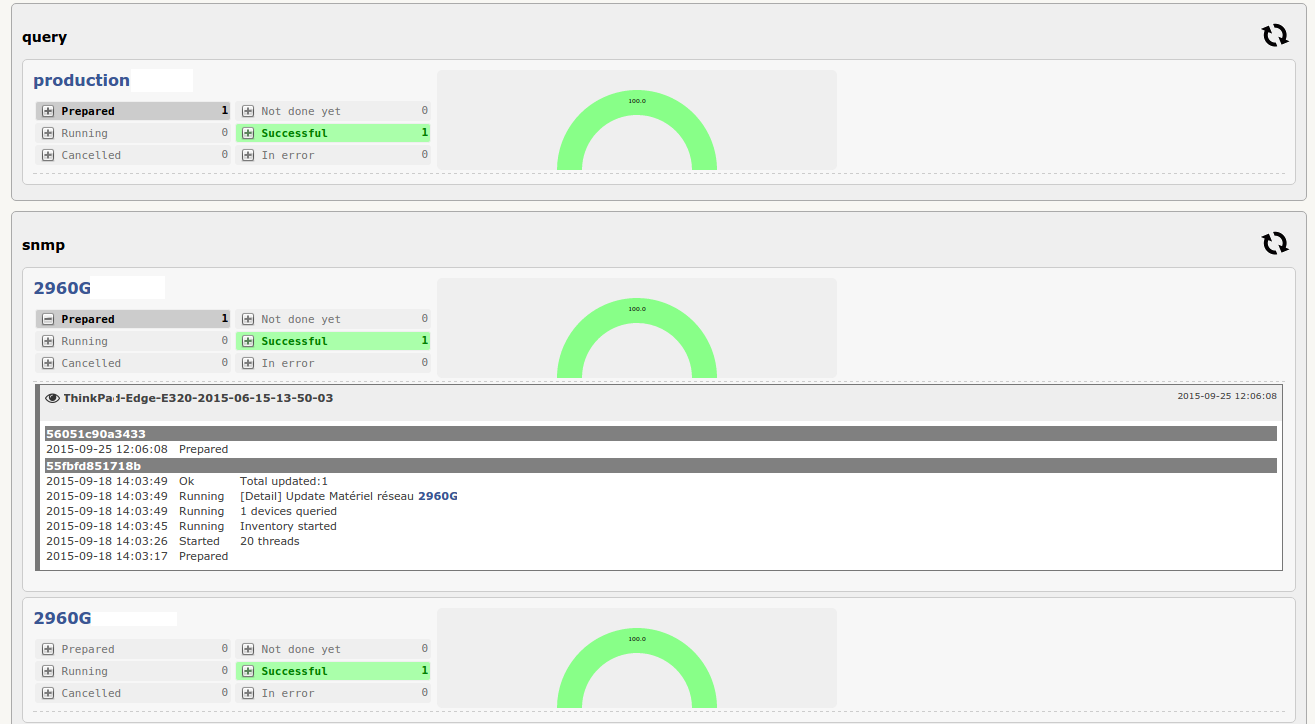 query
production
Prepared 1 Not done yet 0
100.0
Running 0 Successful 1
Cancelled 0 In error 0
snmp
2960G
Prepared 1 Not done yet 0
100.0
Running 0 Successful 1
Cancelled 0 In error 0
ThinkPad-Edge-E320-2015-06-15-13-50-03 2015-09-25 12:06:08
56051c90a3433
2015-09-25 12:06:08 Prepared
55fbfd851718b
2015-09-18 14:03:49 Ok Total updated:1
2015-09-18 14:03:49 Running [Detail] Update Matériel réseau 2960G
2015-09-18 14:03:49 Running 1 devices queried
2015-09-18 14:03:45 Running Inventory started
2015-09-18 14:03:26 Started 20 threads
2015-09-18 14:03:17 Prepared
2960G
Prepared 0 Not done yet 0
100.0
Running 0 Successful 1
Cancelled 0 In error 0